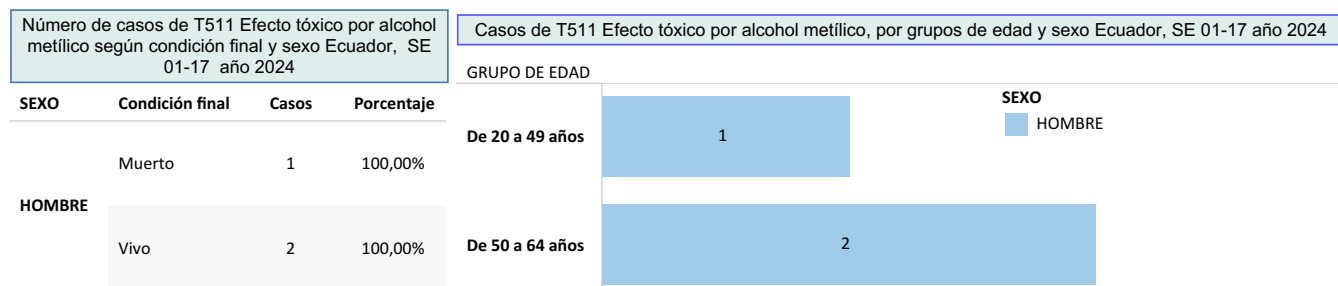 Número de casos de T511 Efecto tóxico por alcohol
metílico según condición final y sexo Ecuador, SE
01-17 año 2024
SEXO Condición final Casos Porcentaje
HOMBRE
Muerto 1 100,00%
Vivo 2 100,00%
Casos de T511 Efecto tóxico por alcohol metílico, por grupos de edad y sexo Ecuador, SE 01-17 año 2024
GRUPO DE EDAD
De 20 a 49 años 1
De 50 a 64 años 2
SEXO
HOMBRE